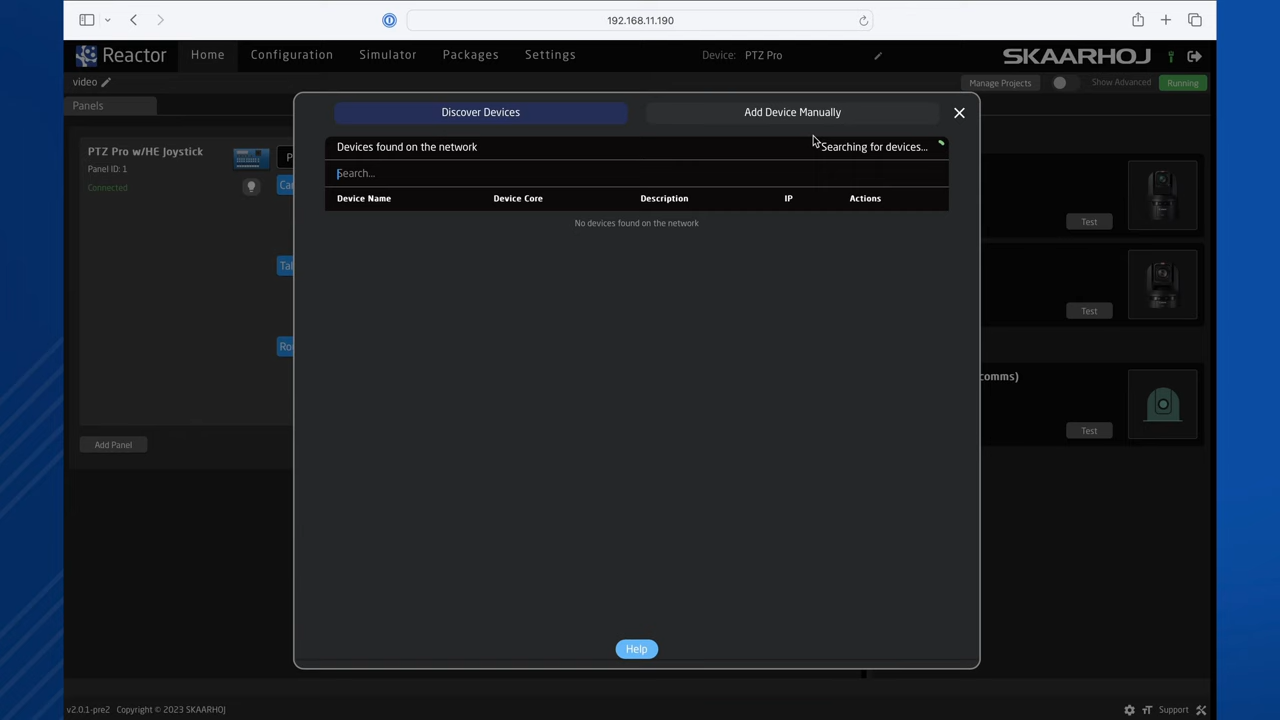 192.168.11.190
Reactor
Home
Configuration
Simulator
Packages
Settings
Device: PTZ Pro
SKAARHOJ
video
Manage Projects
Show Advanced
Running
Panels
Discover Devices
Add Device Manually
PTZ Pro w/HE Joystick
Panel ID: 1
Connected
Devices found on the network
Searching for devices...
Search...
Device Name
Device Core
Description
IP
Actions
No devices found on the network
Test
Test
comms)
Test
Add Panel
Help
v2.0.1-pre2 Copyright © 2023 SKAARHOJ
Support